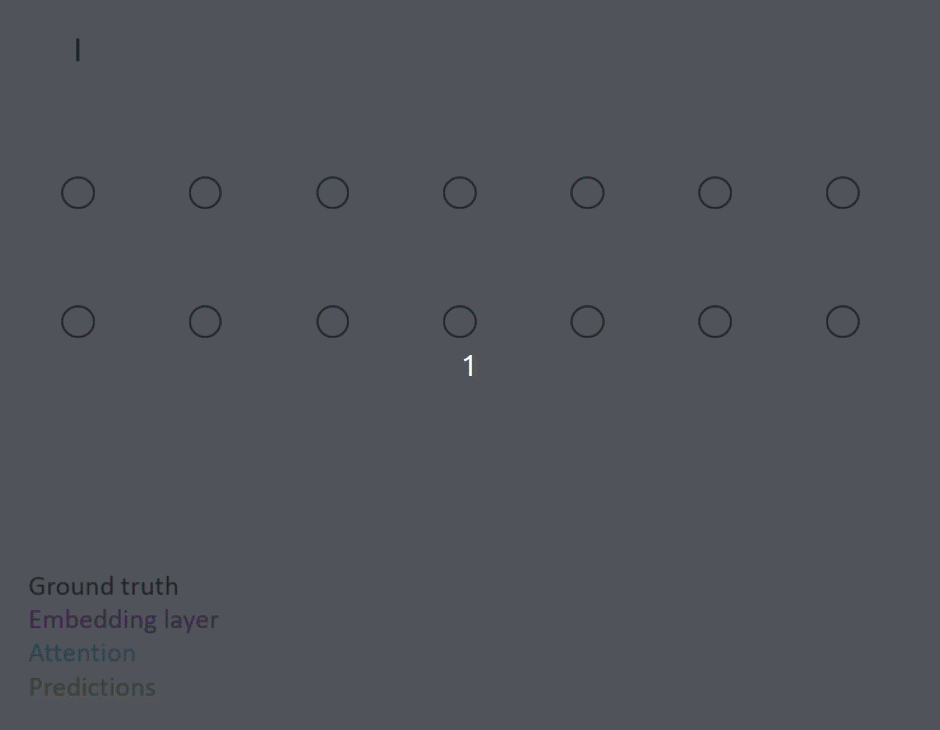 I
1
Ground truth
Embedding layer
Attention
Predictions